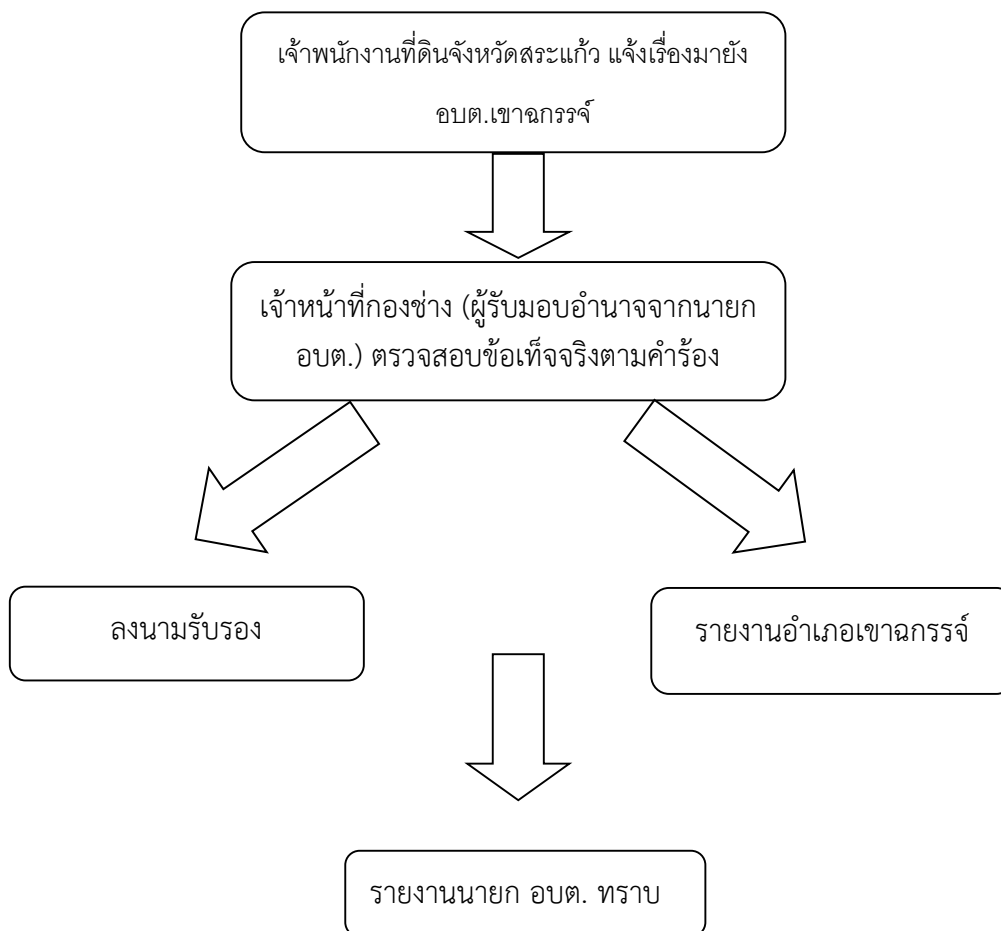 เจ้าพนักงานที่ดินจังหวัดสระแก้ว แจ้งเรื่องมายัง
อบต.เขาฉกรรจ์
เจ้าหน้าที่กองช่าง (ผู้รับมอบอำนาจจากนายก
อบต.) ตรวจสอบข้อเท็จจริงตามคำร้อง
ลงนามรับรอง
รายงานอำเภอเขาฉกรรจ์
รายงานนายก อบต. ทราบ